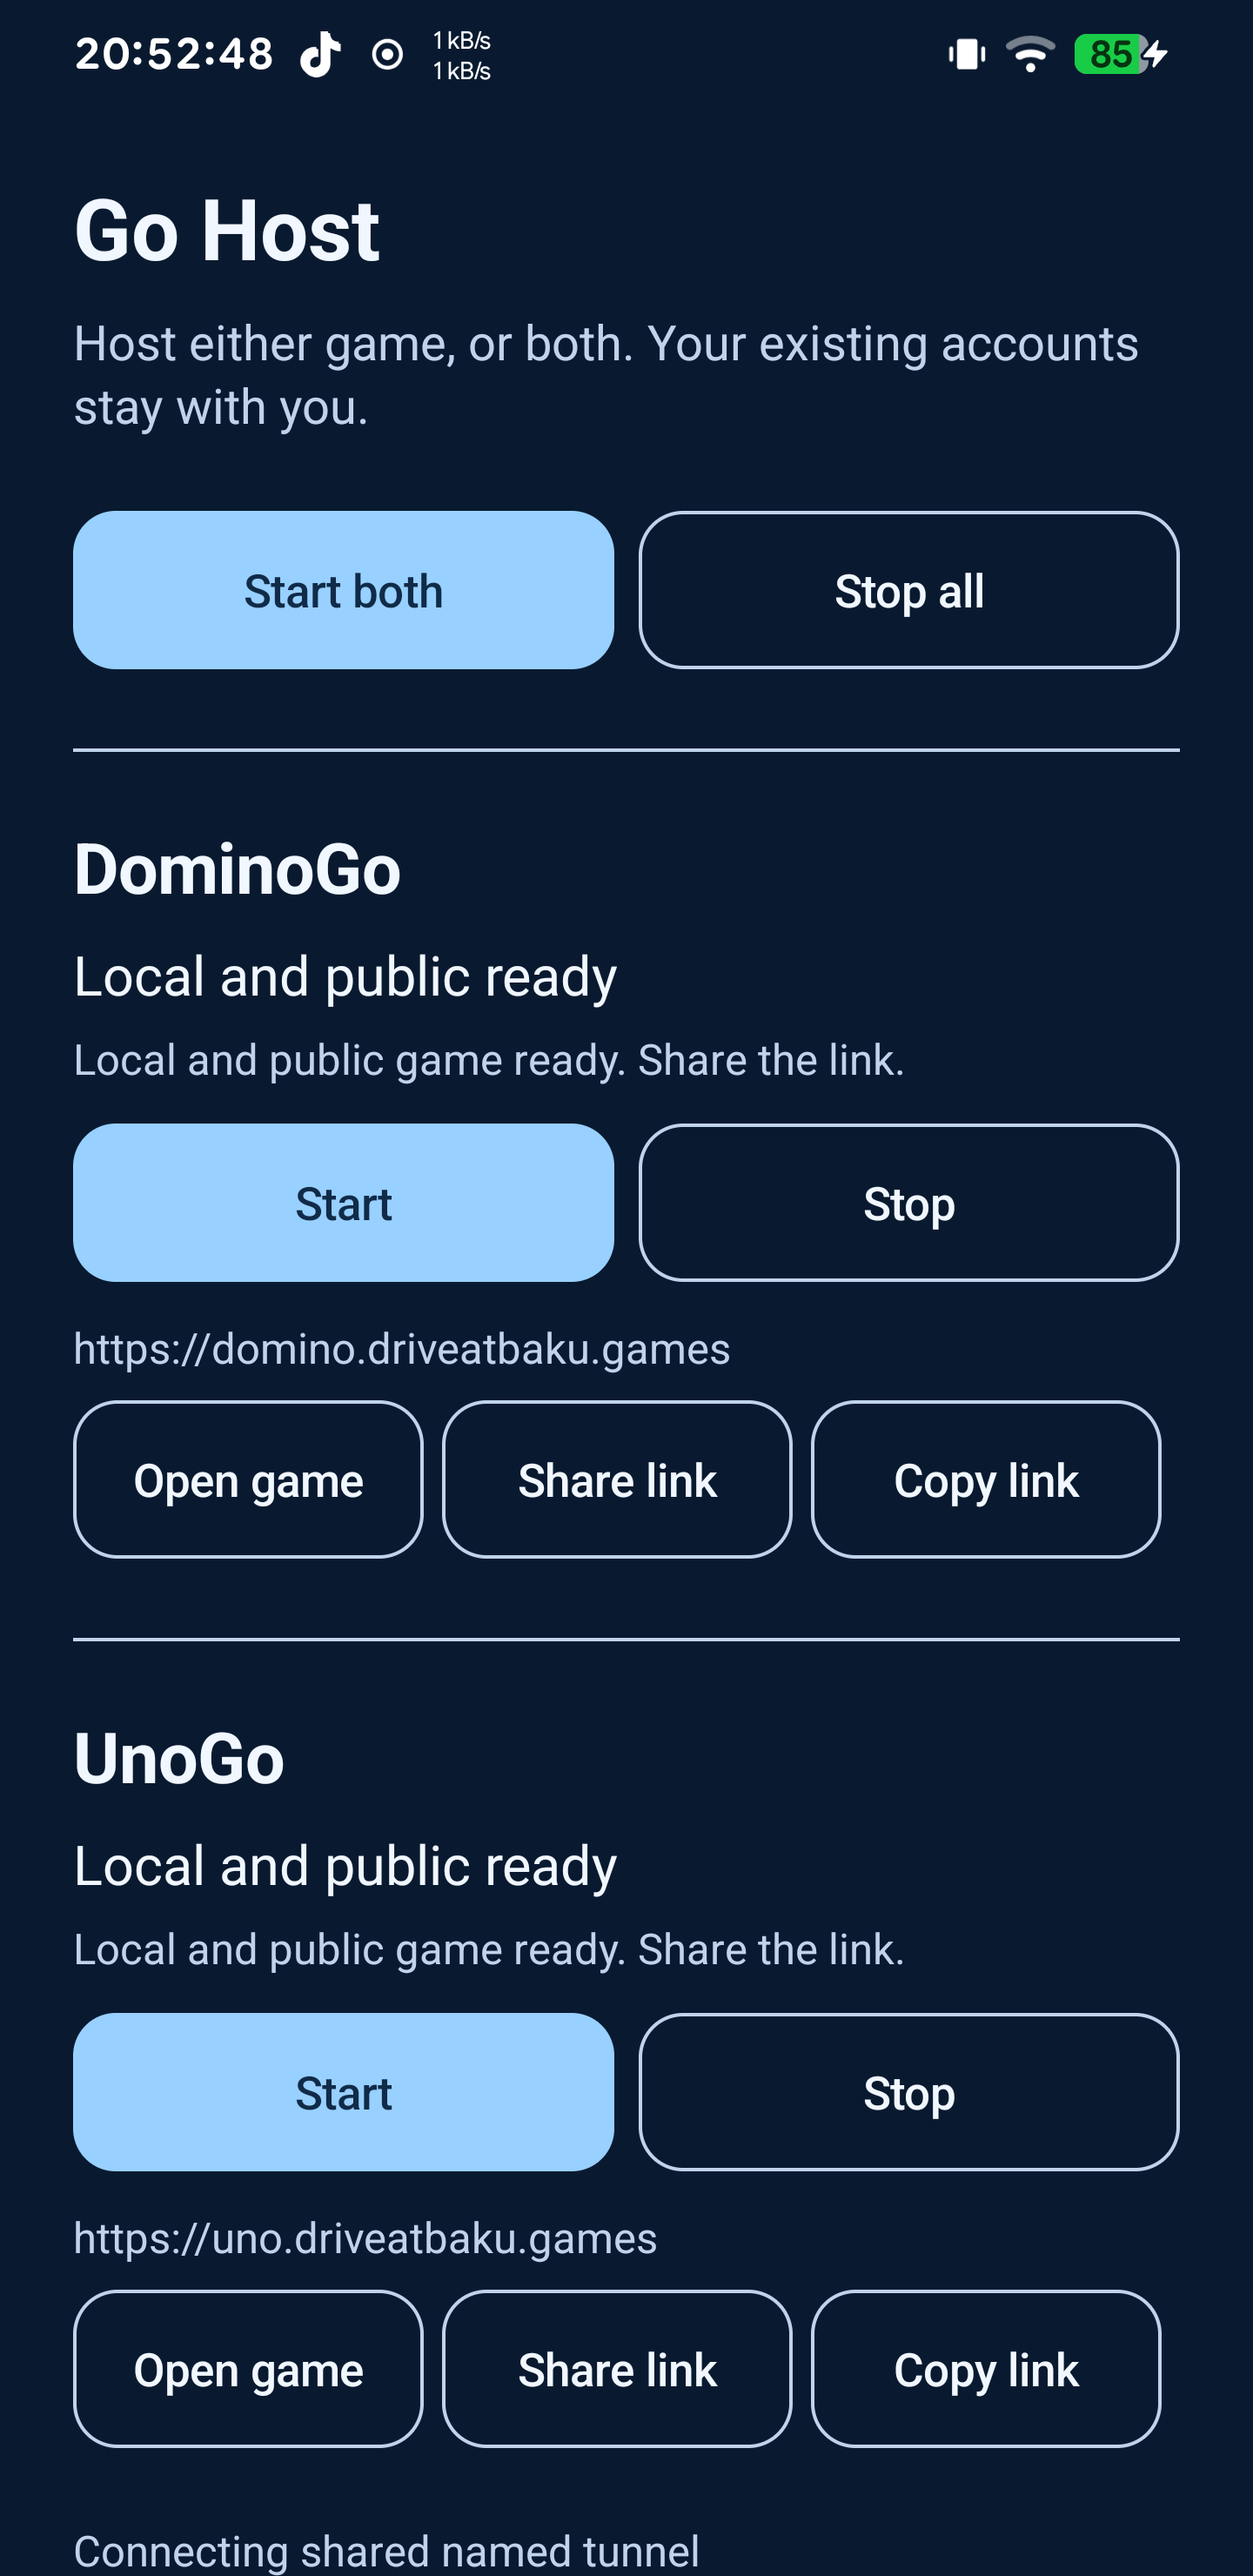 20:52:48
1 kB/s
1 kB/s
85
Go Host
Host either game, or both. Your existing accounts
stay with you.
Start both
Stop all
DominoGo
Local and public ready
Local and public game ready. Share the link.
Start
Stop
https://domino.driveatbaku.games
Open game
Share link
Copy link
UnoGo
Local and public ready
Local and public game ready. Share the link.
Start
Stop
https://uno.driveatbaku.games
Open game
Share link
Copy link
Connecting shared named tunnel